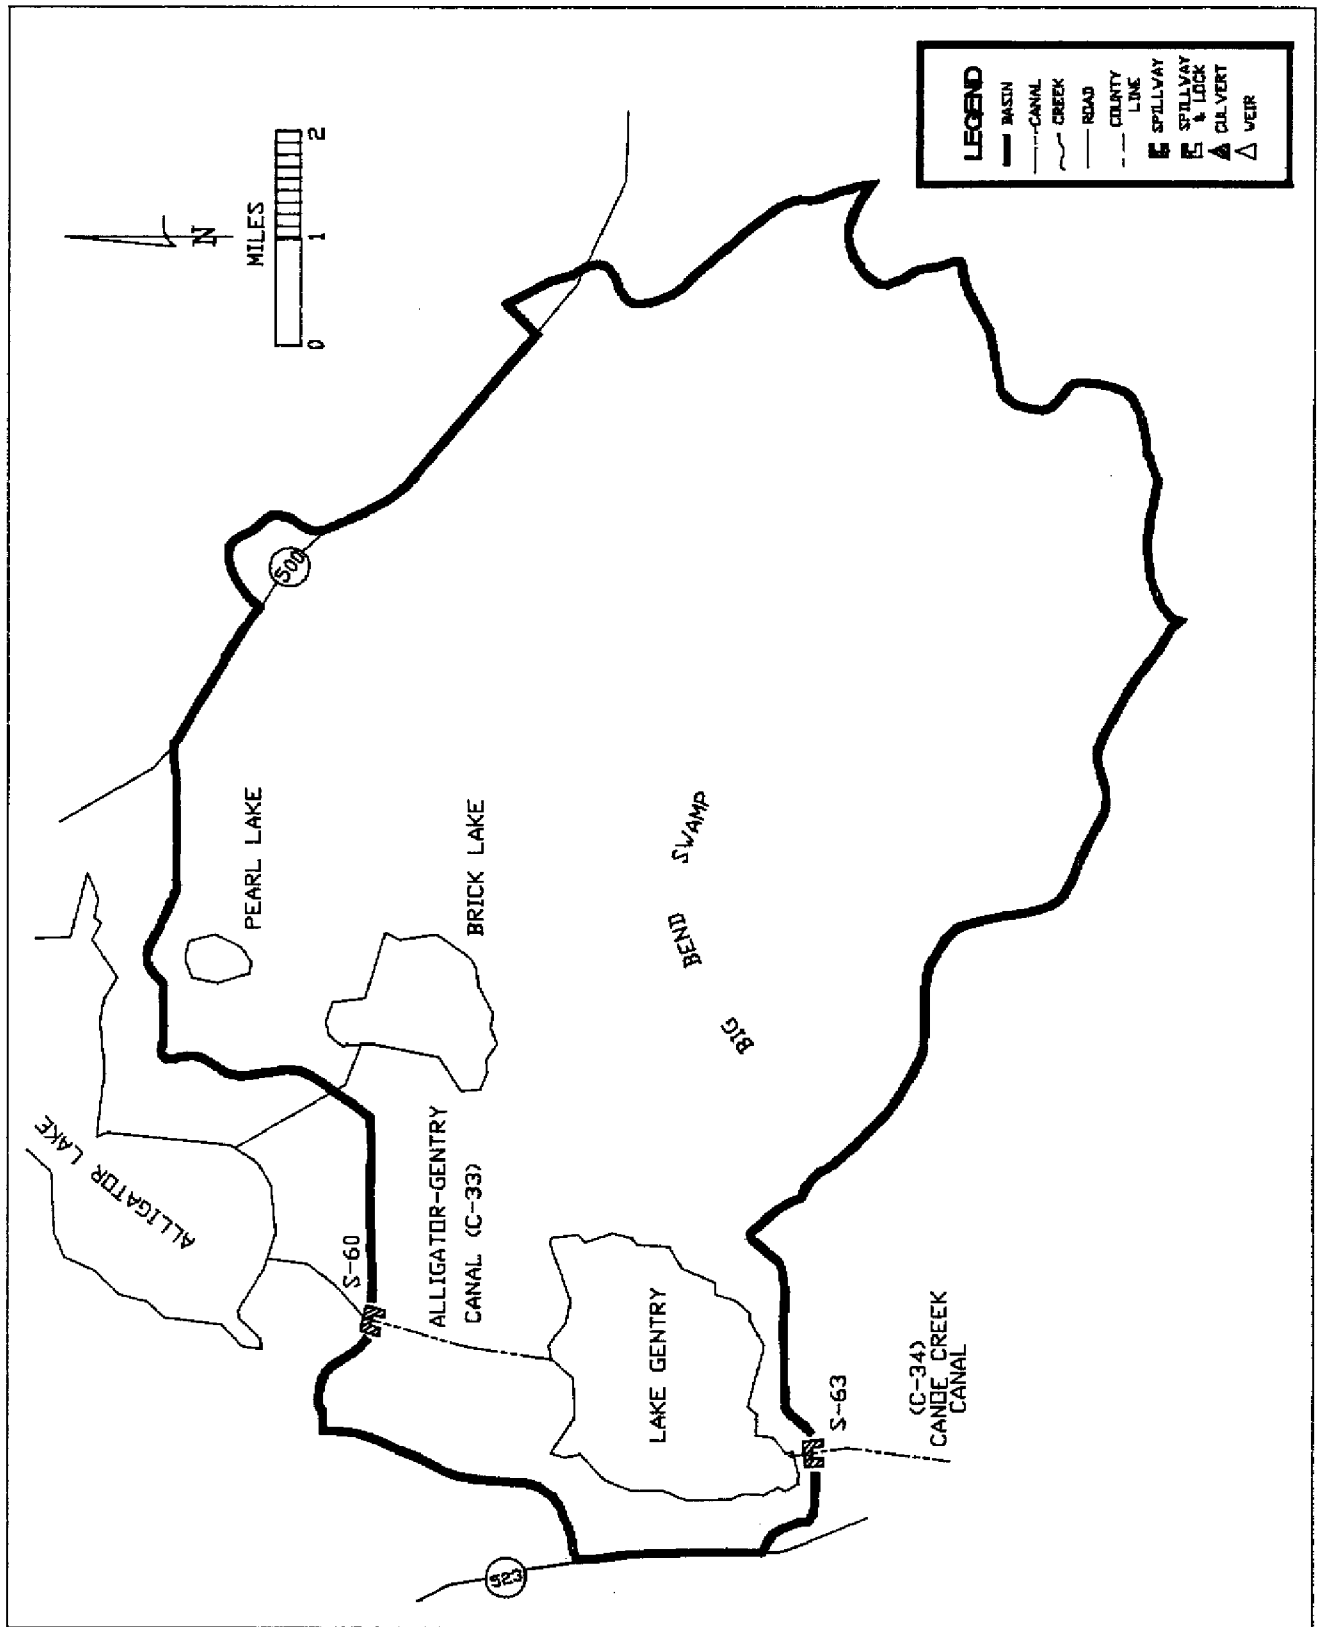 ALLIGATOR LAKE
PEARL LAKE
N
MILES
0 1 2
500
S-60
BRICK LAKE
ALLIGATOR-GENTRY
CANAL (C-33)
BIG BEND SWAMP
LAKE GENTRY
523
S-63
(C-34)
CANOE CREEK
CANAL
LEGEND
BASIN
CANAL
CREEK
ROAD
COUNTY
LINE
SPILLWAY
SPILLWAY
& LOCK
CULVERT
WEIR